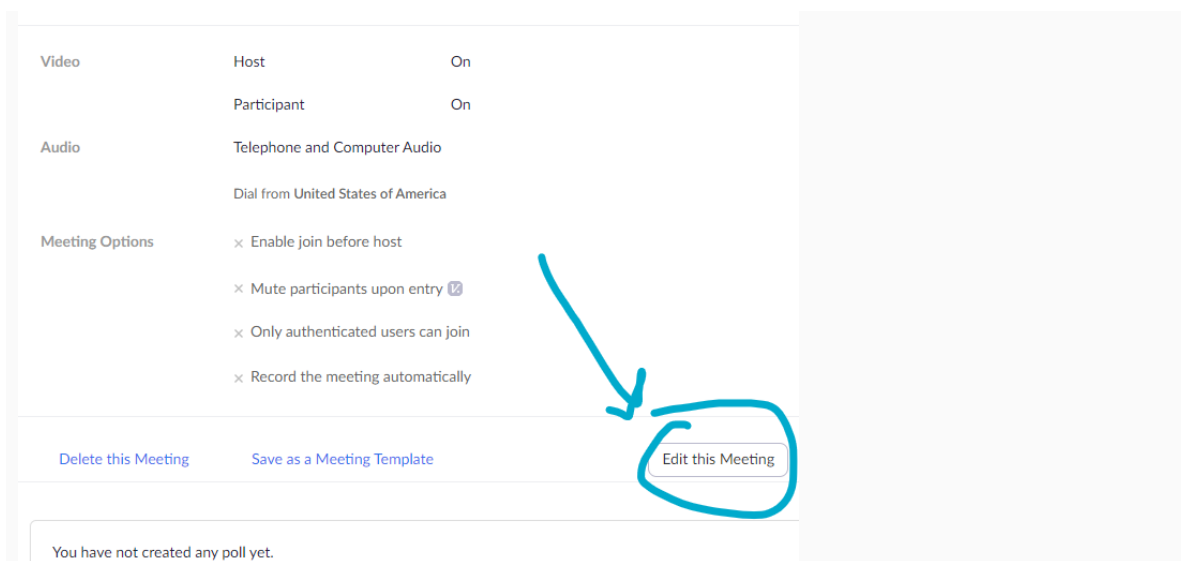 Video Host On
Participant On
Audio Telephone and Computer Audio
Dial from United States of America
Meeting Options × Enable join before host
× Mute participants upon entry
× Only authenticated users can join
× Record the meeting automatically
Delete this Meeting Save as a Meeting Template Edit this Meeting
You have not created any poll yet.